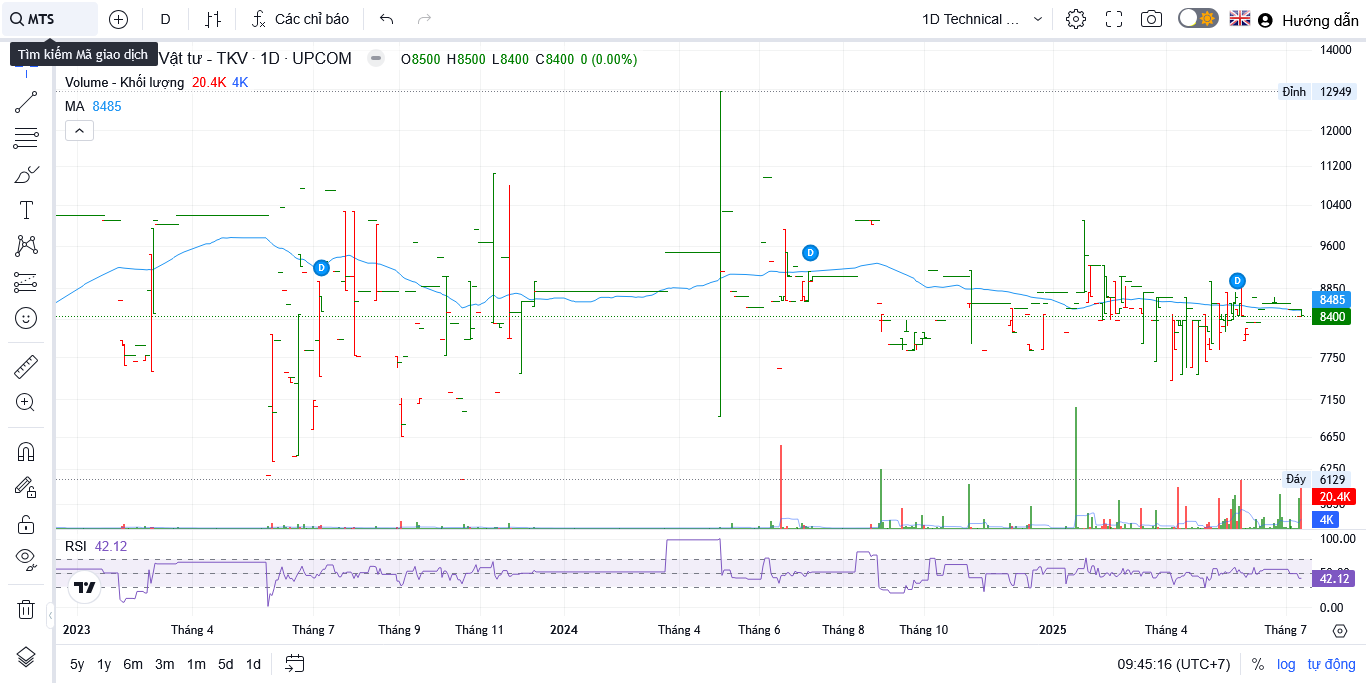 MTS
D
Các chỉ báo
1D Technical ...
Hướng dẫn
Tìm kiếm Mã giao dịch
Vật tư - TKV · 1D · UPCOM
O8500 H8500 L8400 C8400 0 (0.00%)
Volume - Khối lượng 20.4K 4K
MA 8485
14000
Đỉnh 12949
12000
11200
10400
9600
D
D
D
8850
8485
8400
7750
7150
6650
6250
Đáy 6129
20.4K
4K
RSI 42.12
100.00
42.12
0.00
2023 Tháng 4 Tháng 7 Tháng 9 Tháng 11 2024 Tháng 4 Tháng 6 Tháng 8 Tháng 10 2025 Tháng 4 Tháng 7
5y 1y 6m 3m 1m 5d 1d
09:45:16 (UTC+7) % log tự động